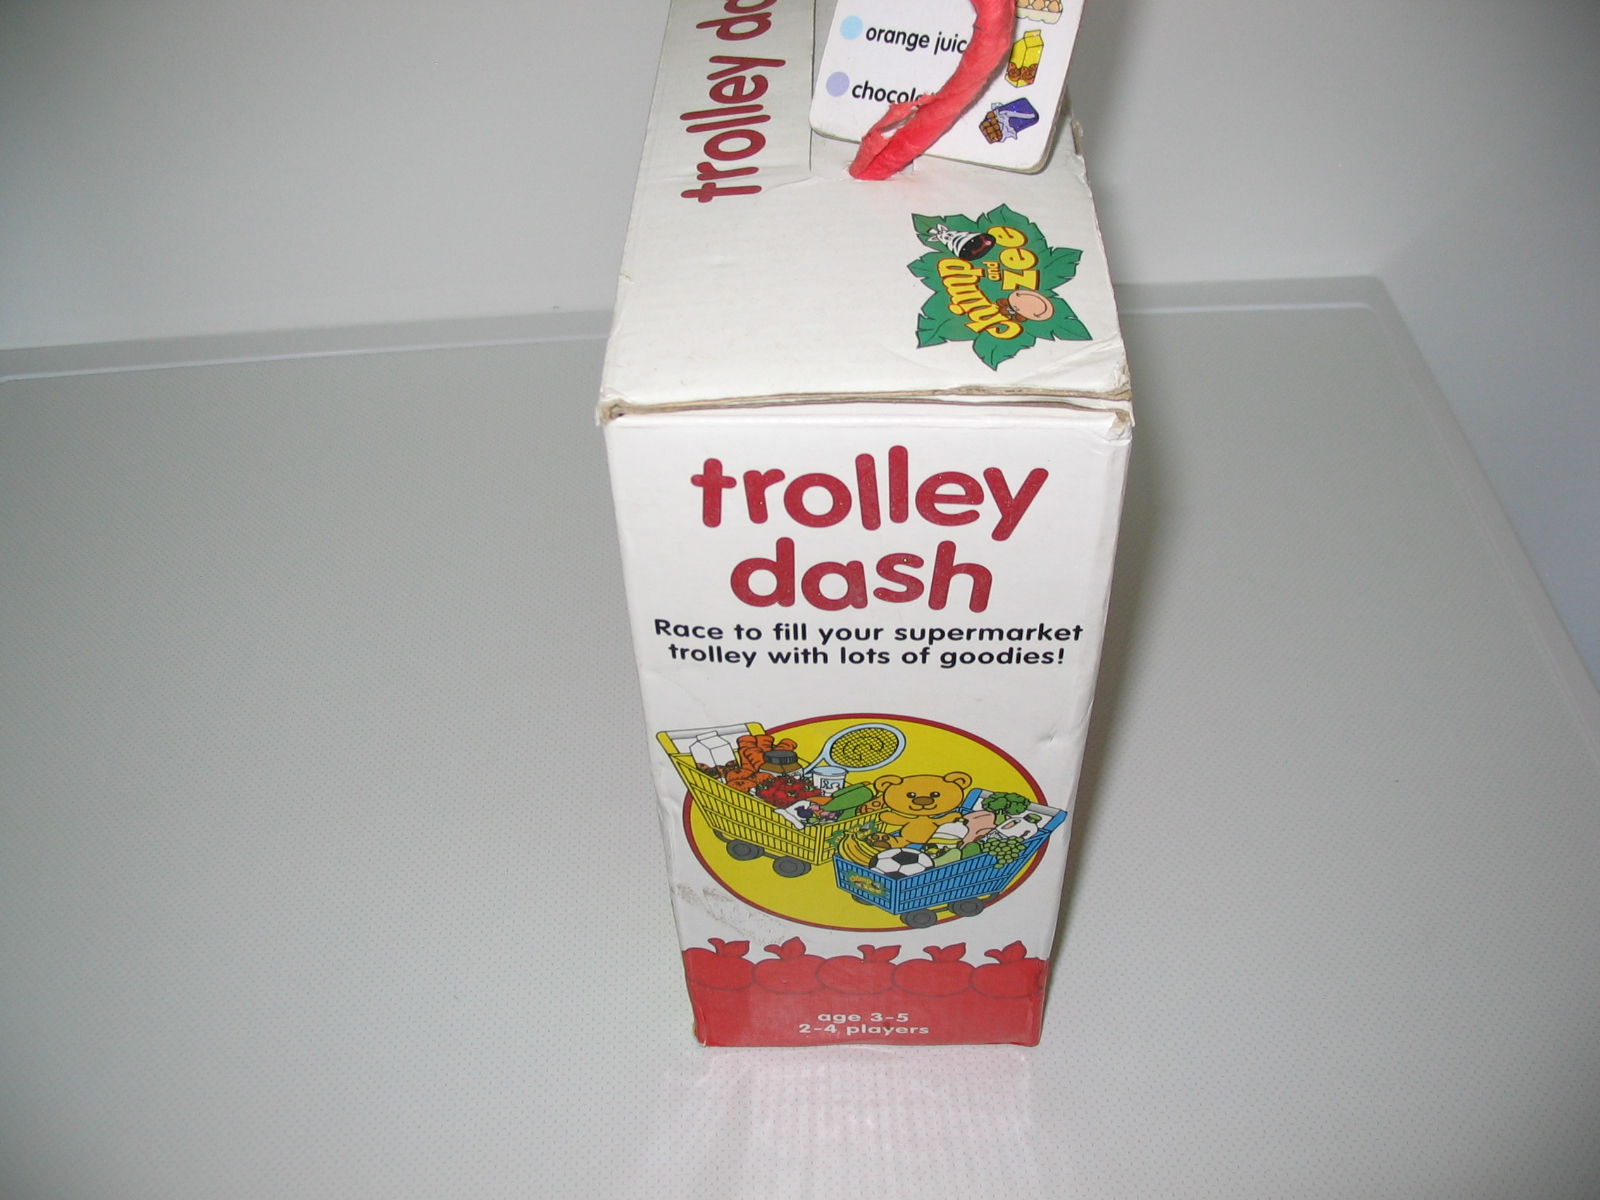 trolley
orange
chimp
and
zee
trolley
dash
Race to fill your supermarket
trolley with lots of goodies!
age 3-5
2-4 players